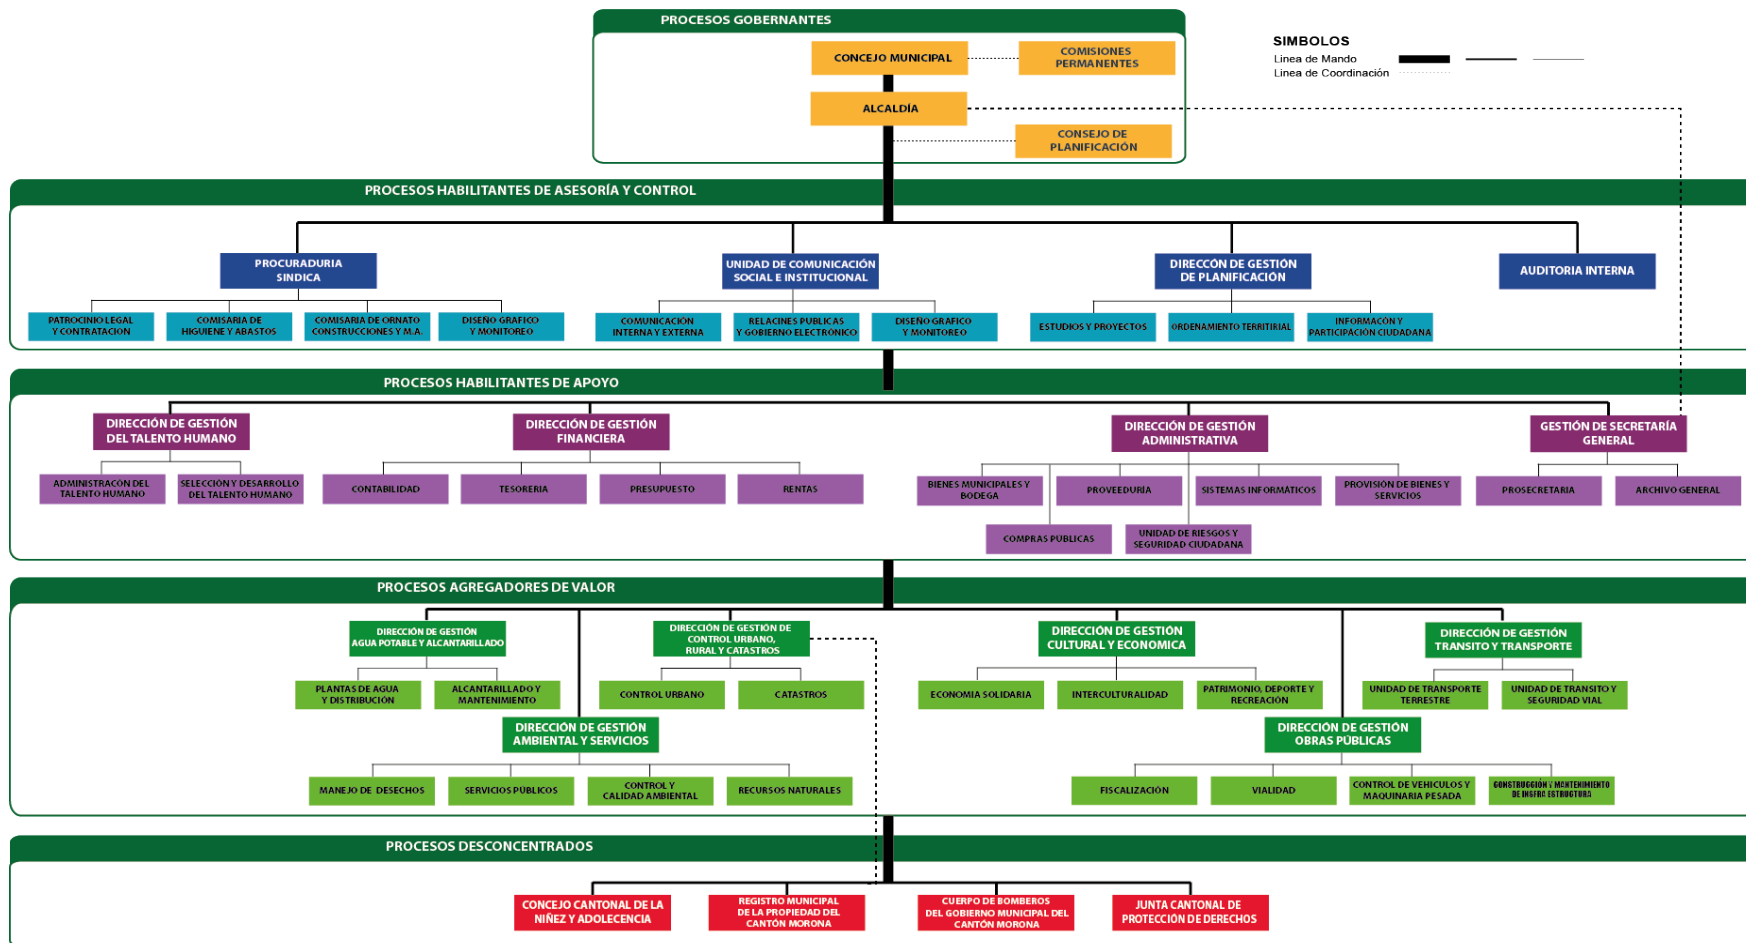 PROCESOS GOBERNANTES
CONCEJO MUNICIPAL
COMISIONES
PERMANENTES
ALCALDÍA
CONSEJO DE
PLANIFICACIÓN
SIMBOLOS
Linea de Mando
Linea de Coordinación
PROCESOS HABILITANTES DE ASESORÍA Y CONTROL
PROCURADURIA
SINDICA
UNIDAD DE COMUNICACIÓN
SOCIAL E INSTITUCIONAL
DIRECCÓN DE GESTIÓN
DE PLANIFICACIÓN
AUDITORIA INTERNA
PATROCINIO LEGAL
Y CONTRATACION
COMISARIA DE
HIGUIENE Y ABASTOS
COMISARIA DE ORNATO
CONSTRUCCIONES Y M.A.
DISEÑO GRAFICO
Y MONITOREO
COMUNICACIÓN
INTERNA Y EXTERNA
RELACINES PUBLICAS
Y GOBIERNO ELECTRÓNICO
DISEÑO GRAFICO
Y MONITOREO
ESTUDIOS Y PROYECTOS
ORDENAMIENTO TERRITIRIAL
INFORMACÓN Y
PARTICIPACIÓN CIUDADANA
PROCESOS HABILITANTES DE APOYO
DIRECCIÓN DE GESTIÓN
DEL TALENTO HUMANO
DIRECCIÓN DE GESTIÓN
FINANCIERA
DIRECCIÓN DE GESTIÓN
ADMINISTRATIVA
GESTIÓN DE SECRETARÍA
GENERAL
ADMINISTRACÓN DEL
TALENTO HUMANO
SELECCIÓN Y DESARROLLO
DEL TALENTO HUMANO
CONTABILIDAD
TESORERIA
PRESUPUESTO
RENTAS
BIENES MUNICIPALES Y
BODEGA
PROVEEDURÍA
SISTEMAS INFORMÁTICOS
PROVISIÓN DE BIENES Y
SERVICIOS
PROSECRETARIA
ARCHIVO GENERAL
COMPRAS PÚBLICAS
UNIDAD DE RIESGOS Y
SEGURIDAD CIUDADANA
PROCESOS AGREGADORES DE VALOR
DIRECCIÓN DE GESTIÓN
AGUA POTABLE Y ALCANTARILLADO
DIRECCIÓN DE GESTIÓN DE
CONTROL URBANO,
RURAL Y CATASTROS
DIRECCIÓN DE GESTIÓN
CULTURAL Y ECONOMICA
DIRECCIÓN DE GESTIÓN
TRANSITO Y TRANSPORTE
PLANTAS DE AGUA
Y DISTRIBUCIÓN
ALCANTARILLADO Y
MANTENIMIENTO
CONTROL URBANO
CATASTROS
ECONOMIA SOLIDARIA
INTERCULTURALIDAD
PATRIMONIO, DEPORTE Y
RECREACIÓN
UNIDAD DE TRANSPORTE
TERRESTRE
UNIDAD DE TRANSITO Y
SEGURIDAD VIAL
DIRECCIÓN DE GESTIÓN
AMBIENTAL Y SERVICIOS
DIRECCIÓN DE GESTIÓN
OBRAS PÚBLICAS
MANEJO DE DESECHOS
SERVICIOS PÚBLICOS
CONTROL Y
CALIDAD AMBIENTAL
RECURSOS NATURALES
FISCALIZACIÓN
VIALIDAD
CONTROL DE VEHICULOS Y
MAQUINARIA PESADA
CONSTRUCCIÓN Y MANTENIMIENTO
DE INSFRA ESTRUCTURA
PROCESOS DESCONCENTRADOS
CONCEJO CANTONAL DE LA
NIÑEZ Y ADOLECENCIA
REGISTRO MUNICIPAL
DE LA PROPIEDAD DEL
CANTÓN MORONA
CUERPO DE BOMBEROS
DEL GOBIERNO MUNICIPAL DEL
CANTÓN MORONA
JUNTA CANTONAL DE
PROTECCIÓN DE DERECHOS